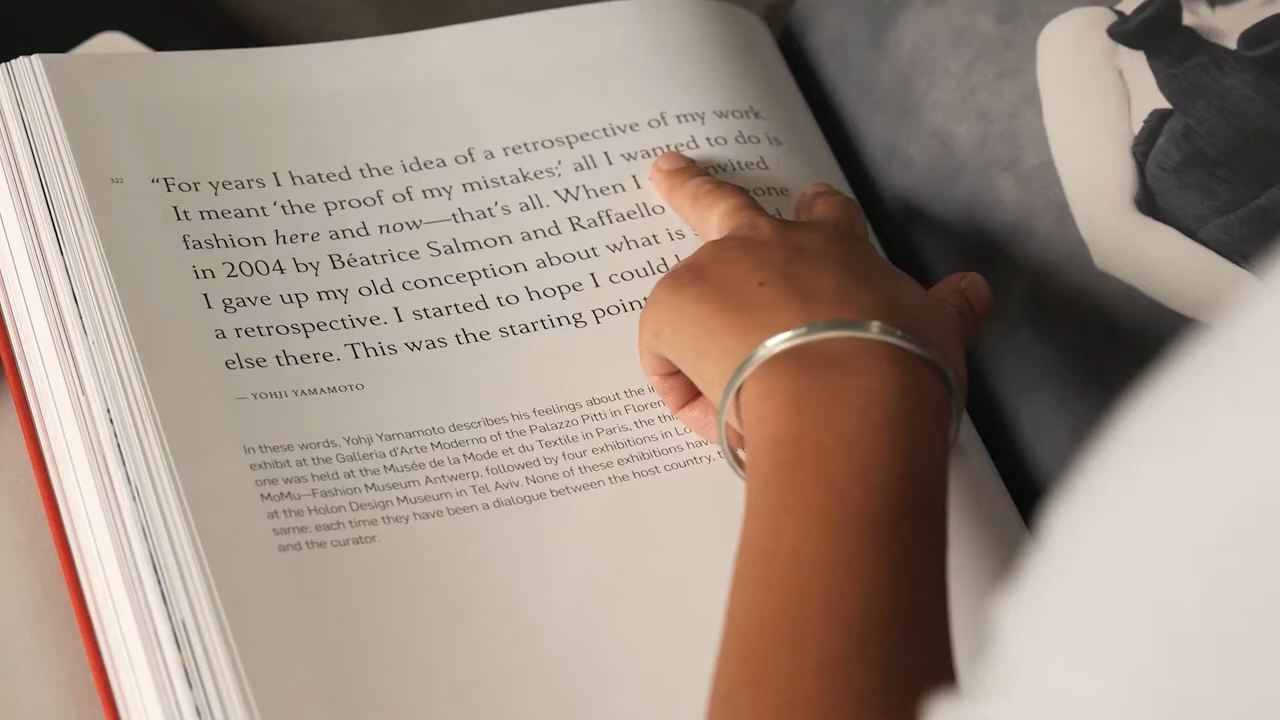 322
“For years I hated the idea of a retrospective of my work.
It meant ‘the proof of my mistakes;’ all I wanted to do is
fashion here and now—that’s all. When I invited
in 2004 by Béatrice Salmon and Raffaello
I gave up my old conception about what is
a retrospective. I started to hope I could
else there. This was the starting point
— YOHJI YAMAMOTO
In these words, Yohji Yamamoto describes his feelings about the
exhibit at the Galleria d’Arte Moderno of the Palazzo Pitti in
one was held at the Musée de la Mode et du Textile in Paris, the
MoMu—Fashion Museum Antwerp, followed by four exhibitions in
at the Holon Design Museum in Tel Aviv. None of these exhibitions
same; each time they have been a dialogue between the host country,
and the curator.